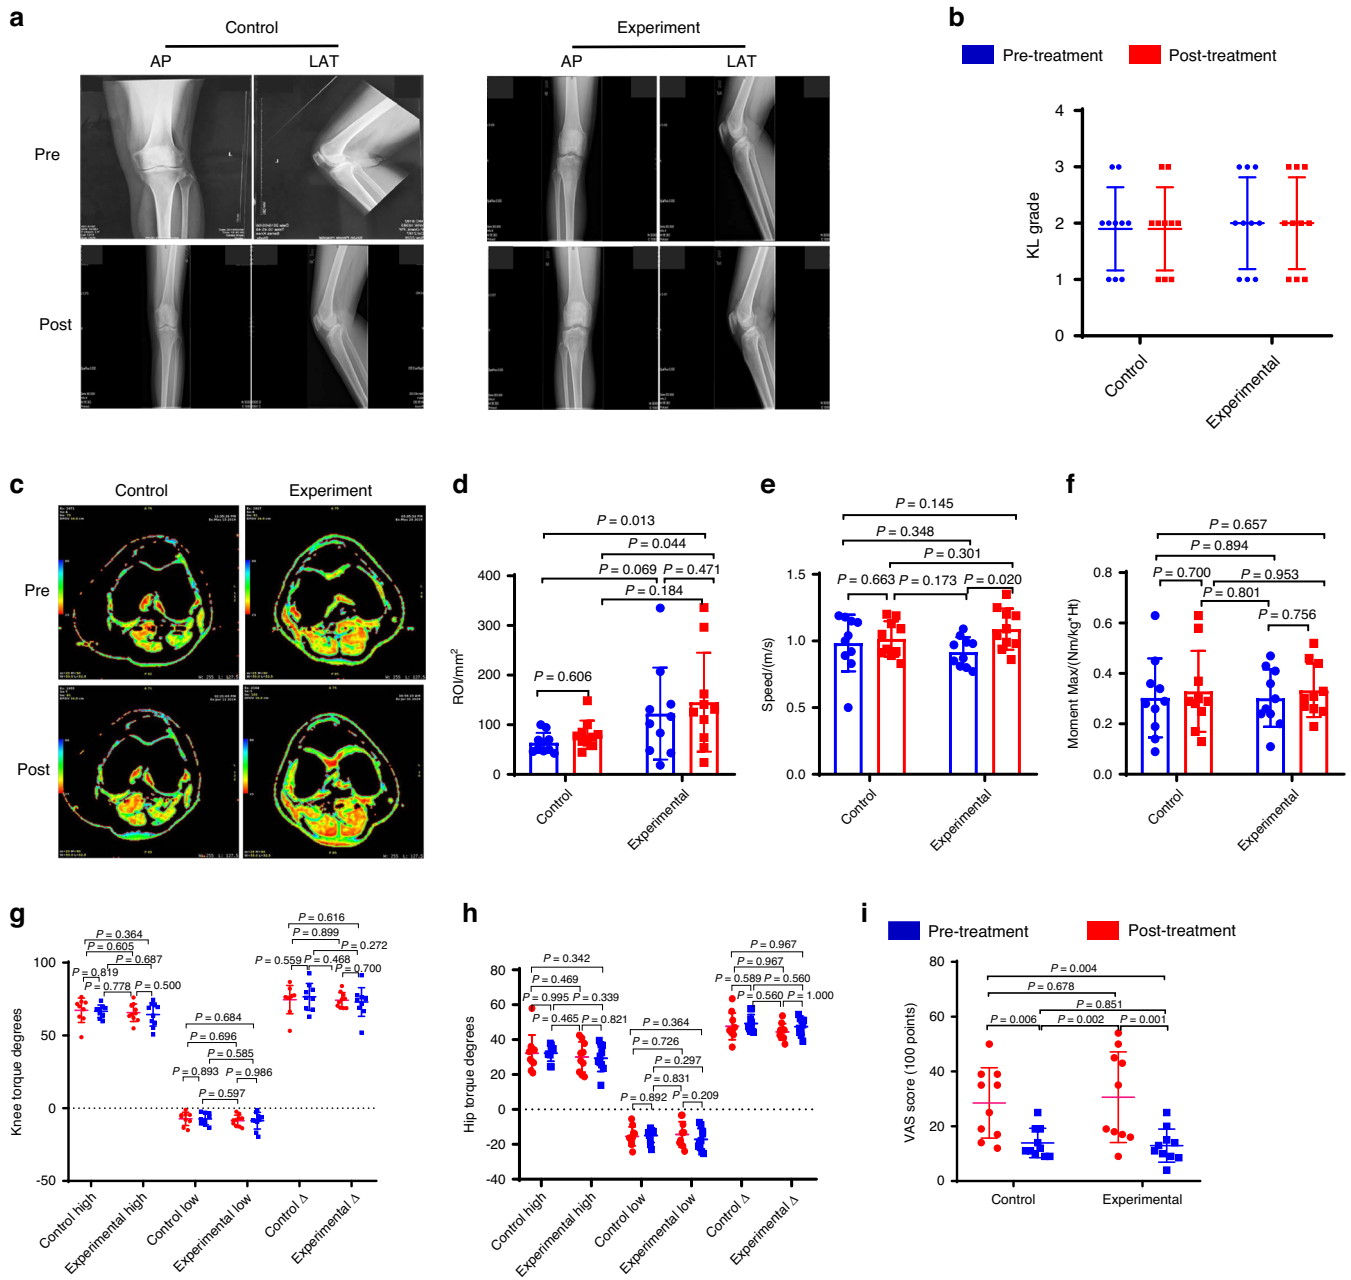 a
Control
Experiment
AP
LAT
AP
LAT
Pre
Post
b
Pre-treatment
Post-treatment
KL grade
4
3
2
1
0
Control
Experimental
c
Control
Experiment
Pre
Post
d
P = 0.013
P = 0.044
P = 0.069
P = 0.471
P = 0.184
P = 0.606
ROI/mm²
400
300
200
100
0
Control
Experimental
e
P = 0.145
P = 0.348
P = 0.301
P = 0.663
P = 0.173
P = 0.020
Speed/(m/s)
1.5
1.0
0.5
0.0
Control
Experimental
f
P = 0.657
P = 0.894
P = 0.700
P = 0.953
P = 0.801
P = 0.756
Moment Max/(Nm/kg*Ht)
0.8
0.6
0.4
0.2
0.0
Control
Experimental
g
P = 0.616
P = 0.899
P = 0.272
P = 0.559
P = 0.468
P = 0.700
P = 0.364
P = 0.605
P = 0.687
P = 0.819
P = 0.778
P = 0.500
P = 0.684
P = 0.696
P = 0.585
P = 0.893
P = 0.986
P = 0.597
Knee torque degrees
100
50
0
-50
Control high
Experimental high
Control low
Experimental low
Control Δ
Experimental Δ
h
P = 0.967
P = 0.967
P = 0.589
P = 0.560
P = 0.560
P = 1.000
P = 0.342
P = 0.469
P = 0.995
P = 0.339
P = 0.465
P = 0.821
P = 0.364
P = 0.726
P = 0.297
P = 0.831
P = 0.892
P = 0.209
Hip torque degrees
80
60
40
20
0
-20
-40
Control high
Experimental high
Control low
Experimental low
Control Δ
Experimental Δ
i
Pre-treatment
Post-treatment
P = 0.004
P = 0.678
P = 0.851
P = 0.006
P = 0.002
P = 0.001
VAS score (100 points)
80
60
40
20
0
Control
Experimental